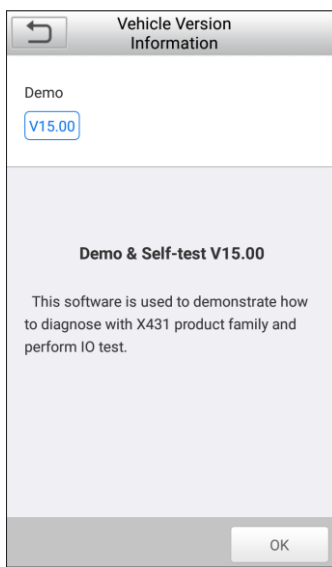 Vehicle Version
Information
Demo
V15.00
Demo & Self-test V15.00
This software is used to demonstrate how
to diagnose with X431 product family and
perform IO test.
OK